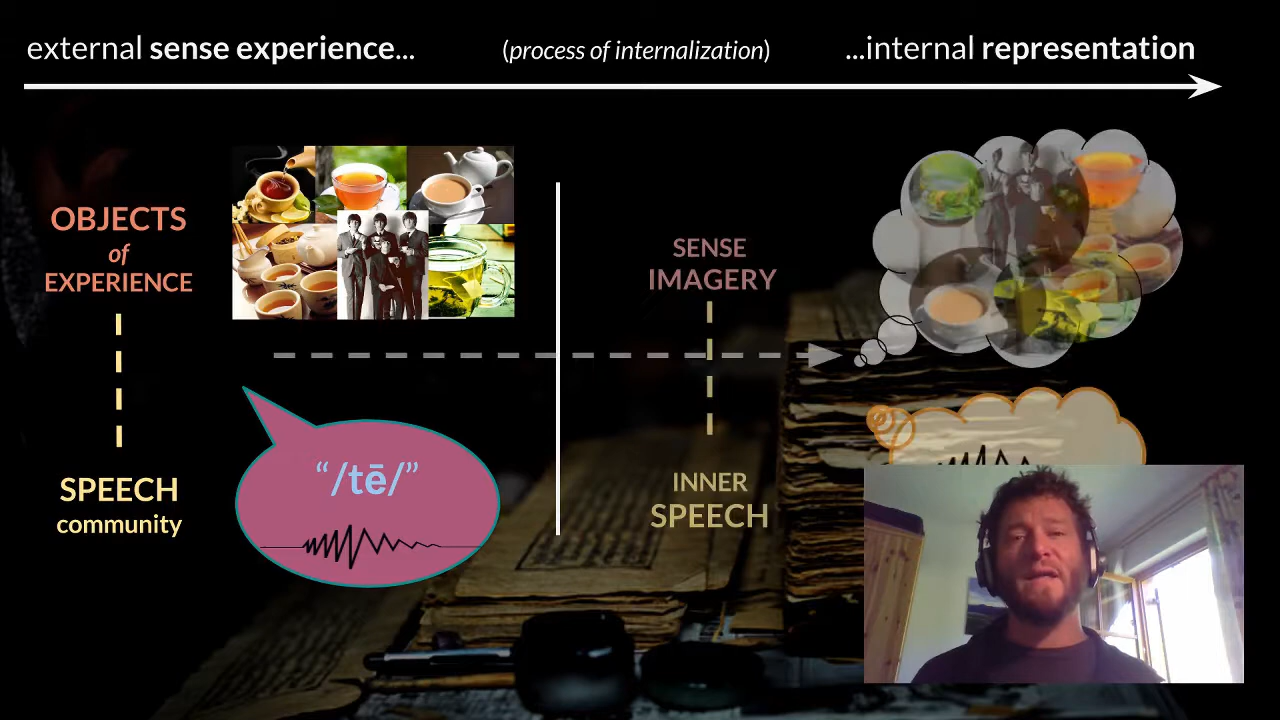 external sense experience...
(process of internalization)
...internal representation
OBJECTS
of
EXPERIENCE
SENSE
IMAGERY
SPEECH
community
“/tē/”
INNER
SPEECH